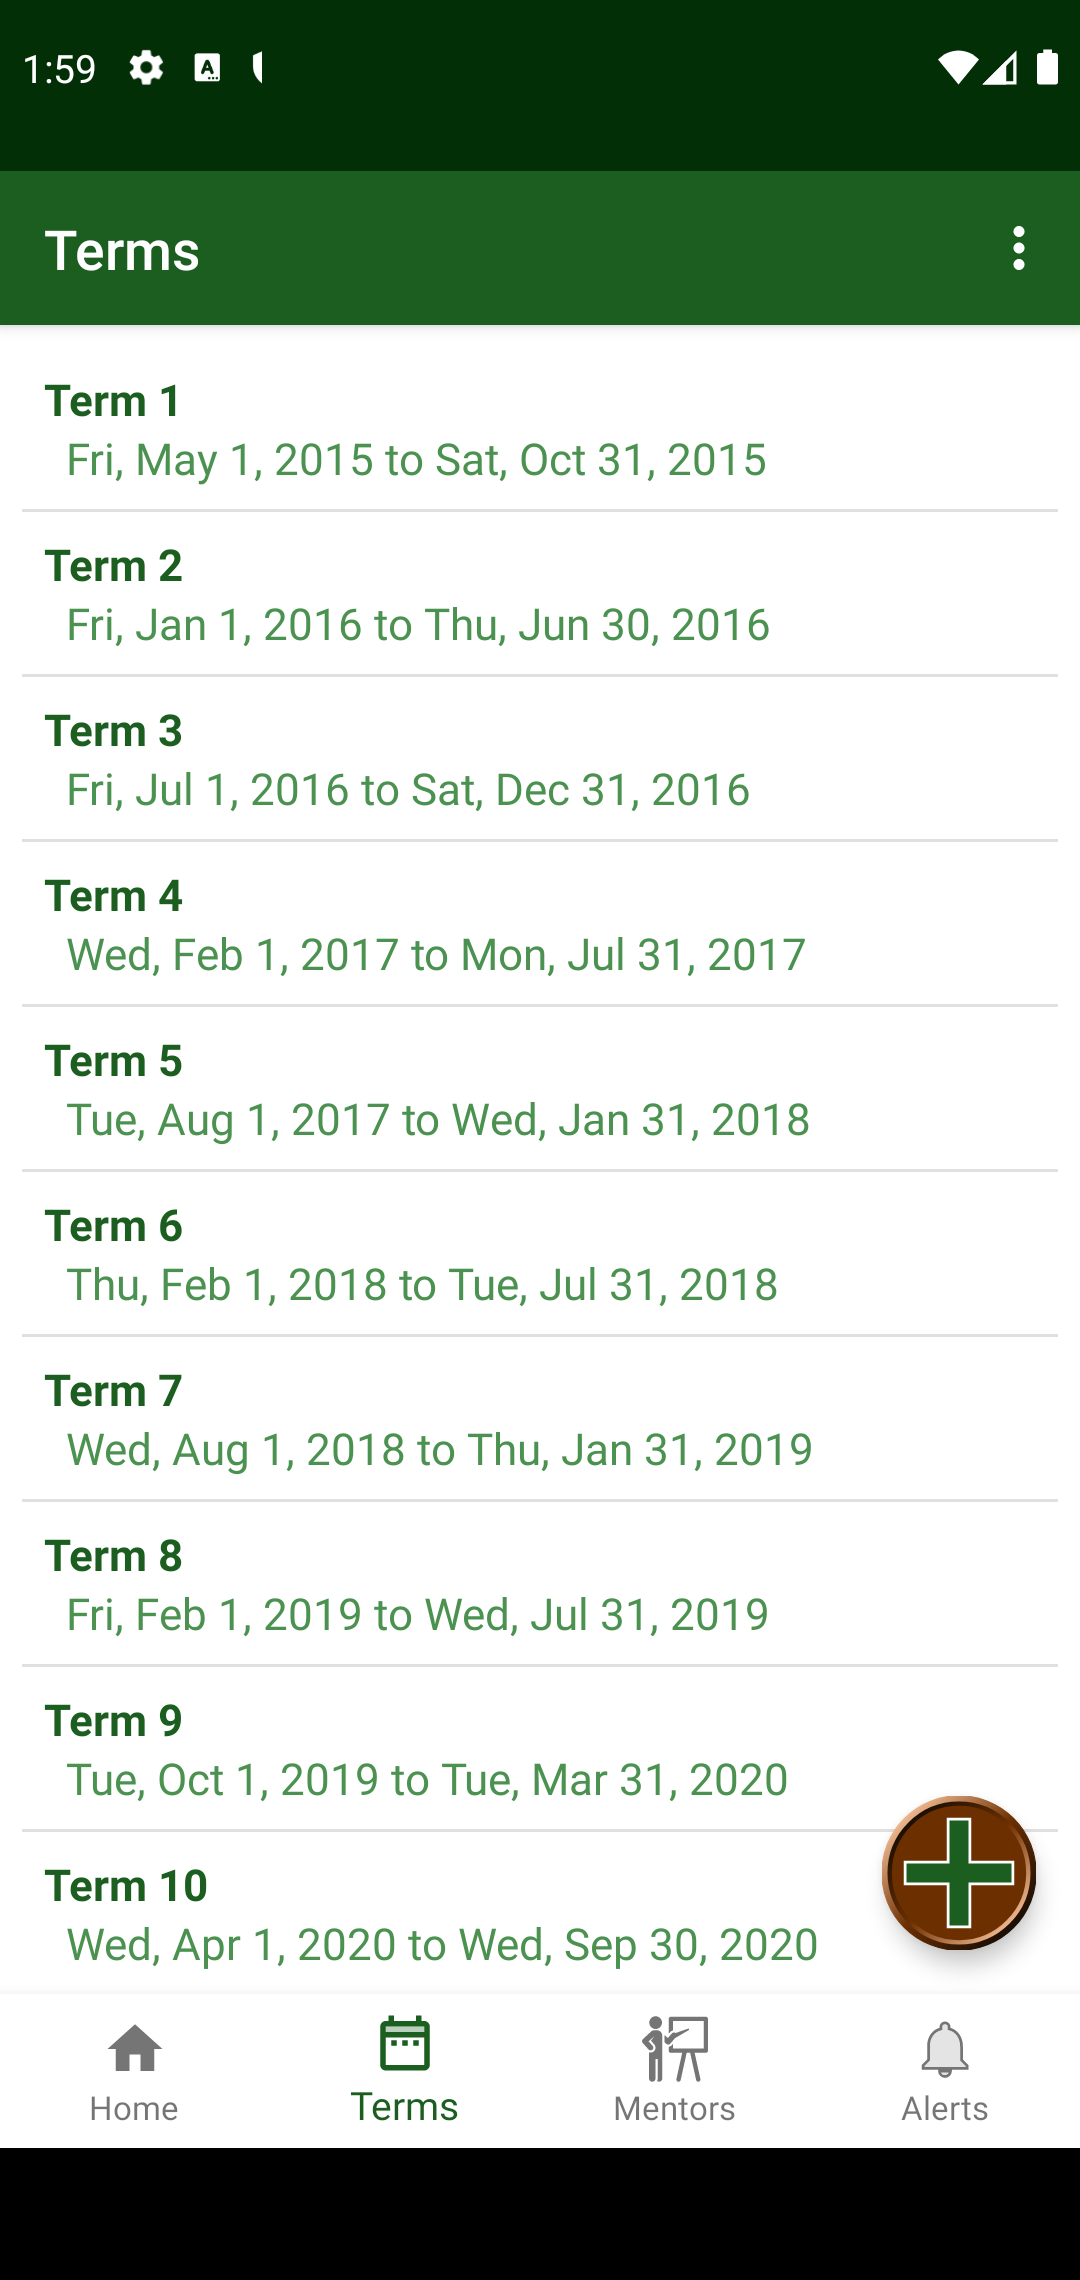 1:59
Terms
Term 1
Fri, May 1, 2015 to Sat, Oct 31, 2015
Term 2
Fri, Jan 1, 2016 to Thu, Jun 30, 2016
Term 3
Fri, Jul 1, 2016 to Sat, Dec 31, 2016
Term 4
Wed, Feb 1, 2017 to Mon, Jul 31, 2017
Term 5
Tue, Aug 1, 2017 to Wed, Jan 31, 2018
Term 6
Thu, Feb 1, 2018 to Tue, Jul 31, 2018
Term 7
Wed, Aug 1, 2018 to Thu, Jan 31, 2019
Term 8
Fri, Feb 1, 2019 to Wed, Jul 31, 2019
Term 9
Tue, Oct 1, 2019 to Tue, Mar 31, 2020
Term 10
Wed, Apr 1, 2020 to Wed, Sep 30, 2020
Home
Terms
Mentors
Alerts